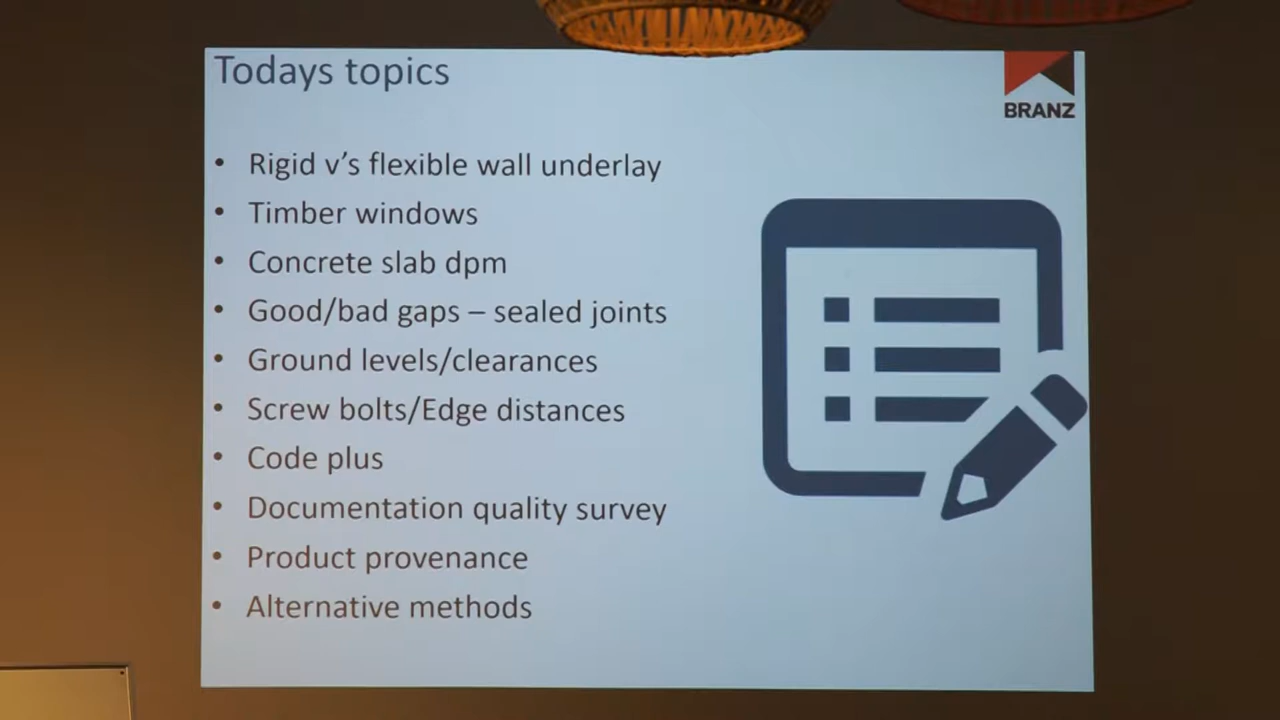 Todays topics
BRANZ
• Rigid v’s flexible wall underlay
• Timber windows
• Concrete slab dpm
• Good/bad gaps – sealed joints
• Ground levels/clearances
• Screw bolts/Edge distances
• Code plus
• Documentation quality survey
• Product provenance
• Alternative methods